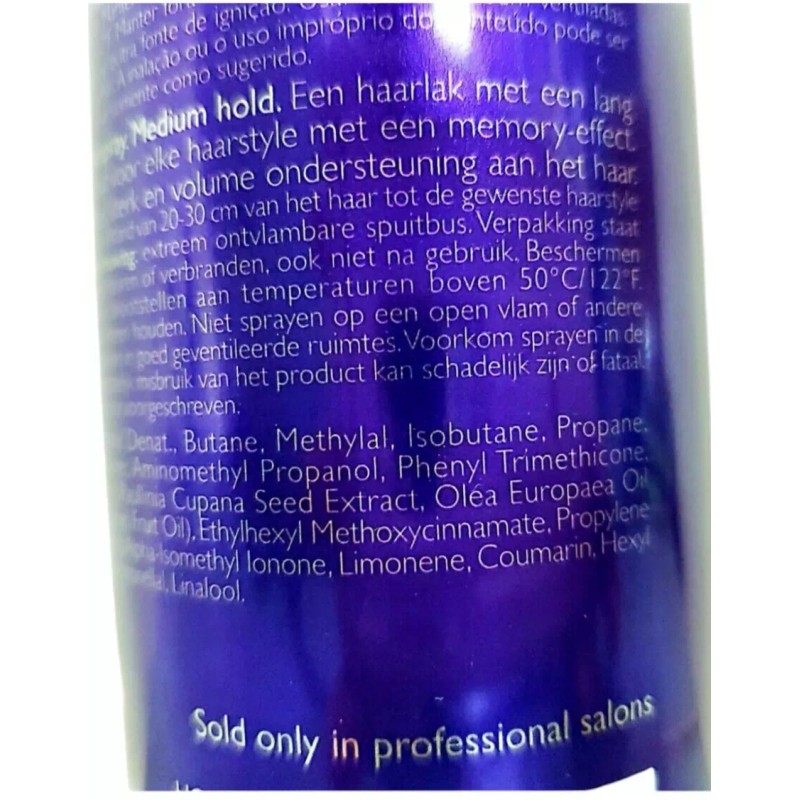 Manter
fonte de ignição.
A inalação ou o uso impróprio do conteúdo pode ser
como sugerido.
Medium hold. Een haarlak met een lang
elke haarstyle met een memory-effect.
en volume ondersteuning aan het haar.
van 20-30 cm van het haar tot de gewenste haarstyle
extreem ontvlambare spuitbus. Verpakking staat
of verbranden, ook niet na gebruik. Beschermen
aan temperaturen boven 50°C/122°F.
houden. Niet sprayen op een open vlam of andere
goed geventileerde ruimtes. Voorkom sprayen in de
misbruik van het product kan schadelijk zijn of fataal
voorgeschreven.
Denat., Butane, Methylal, Isobutane, Propane,
Aminomethyl Propanol, Phenyl Trimethicone,
Cupana Seed Extract, Oléa Europaea Oil
Fruit Oil), Ethylhexyl Methoxycinnamate, Propylene
Isomethyl Ionone, Limonene, Coumarin, Hexyl
Linalool.
Sold only in professional salons